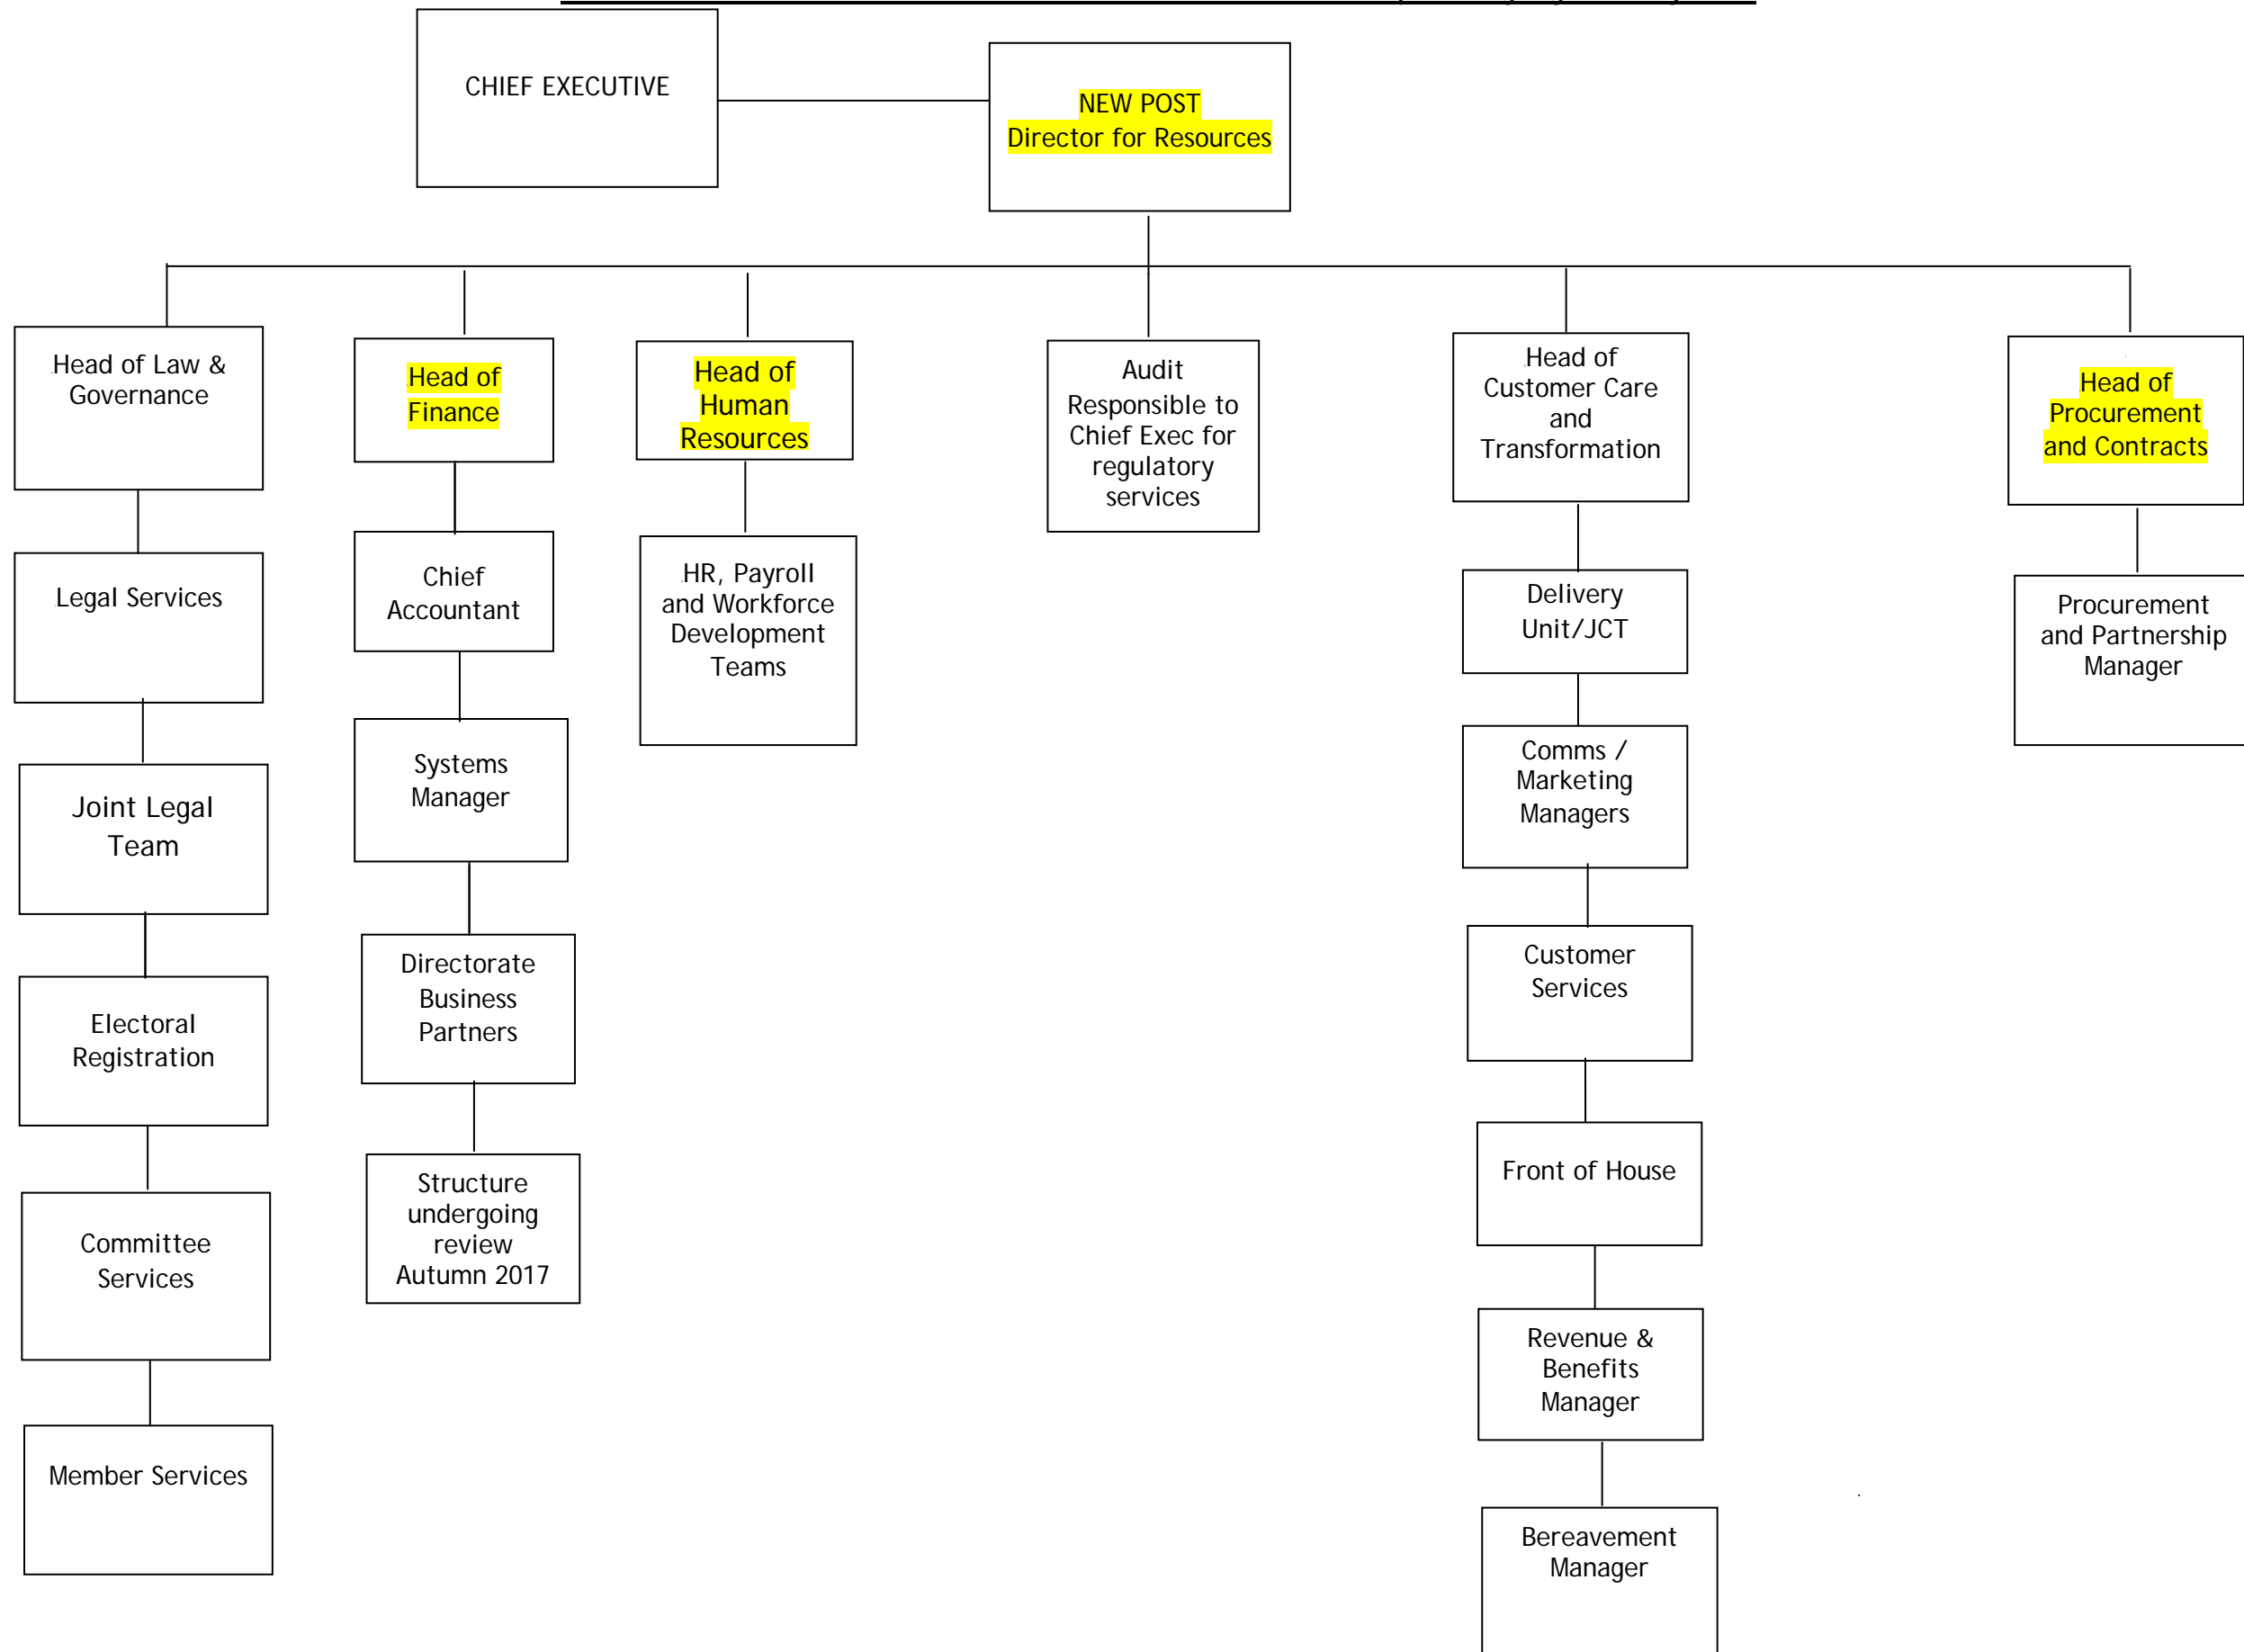 CHIEF EXECUTIVE
NEW POST
Director for Resources
Head of Law &
Governance
Head of
Finance
Head of
Human
Resources
Audit
Responsible to
Chief Exec for
regulatory
services
Head of
Customer Care
and
Transformation
Head of
Procurement
and Contracts
Legal Services
Chief
Accountant
HR, Payroll
and Workforce
Development
Teams
Delivery
Unit/JCT
Procurement
and Partnership
Manager
Joint Legal
Team
Systems
Manager
Comms /
Marketing
Managers
Electoral
Registration
Directorate
Business
Partners
Customer
Services
Committee
Services
Structure
undergoing
review
Autumn 2017
Front of House
Member Services
Revenue &
Benefits
Manager
Bereavement
Manager